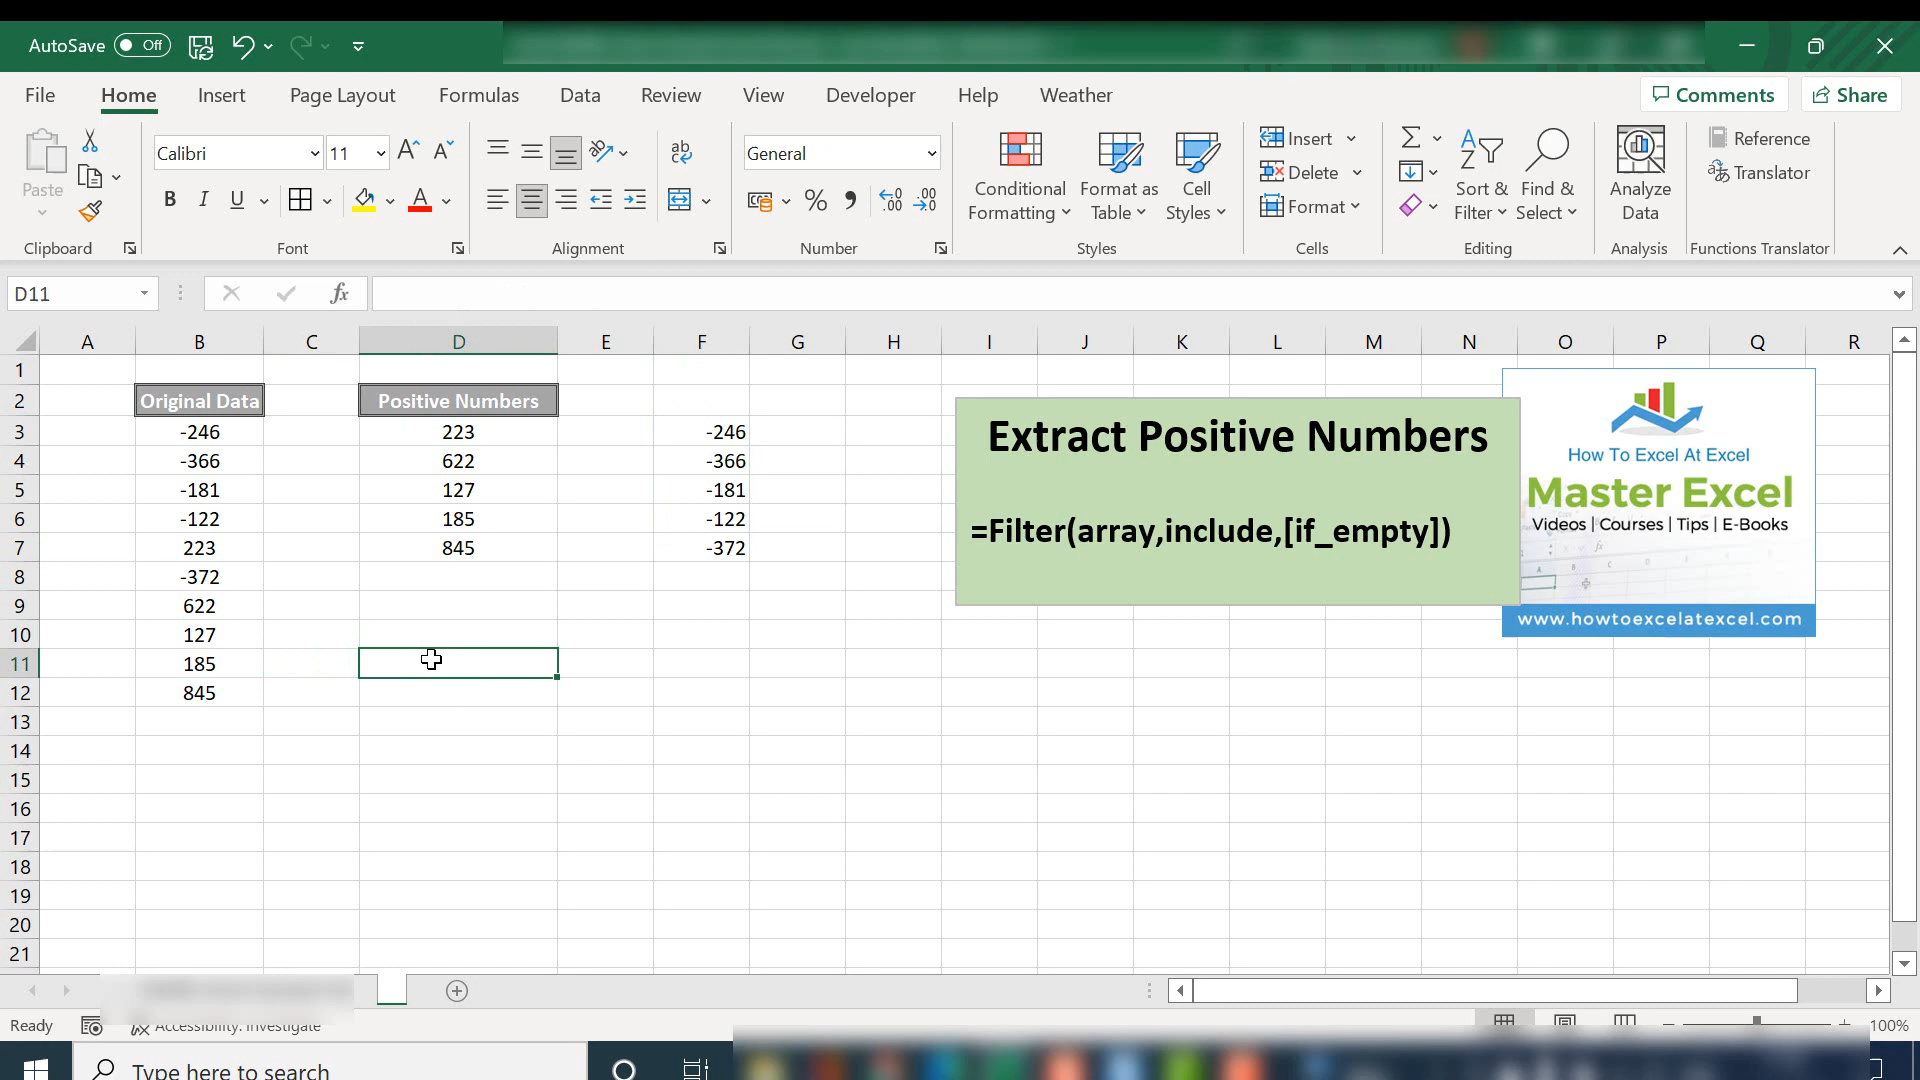 AutoSave Off
File Home Insert Page Layout Formulas Data Review View Developer Help Weather Comments Share
Paste
Calibri 11
B I U A
ab
General
% ,
Conditional Formatting
Format as Table
Cell Styles
Insert
Delete
Format
Sort & Filter
Find & Select
Analyze Data
Reference
Translator
Clipboard Font Alignment Number Styles Cells Editing Analysis Functions Translator
D11 fx
A B C D E F G H I J K L M N O P Q R
1
2 Original Data Positive Numbers
3 -246 223 -246
4 -366 622 -366
5 -181 127 -181
6 -122 185 -122
7 223 845 -372
8 -372
9 622
10 127
11 185
12 845
13
14
15
16
17
18
19
20
21
Extract Positive Numbers
=Filter(array,include,[if_empty])
How To Excel At Excel
Master Excel
Videos | Courses | Tips | E-Books
www.howtoexcelatexcel.com
Ready Accessibility: Investigate 100%
Type here to search